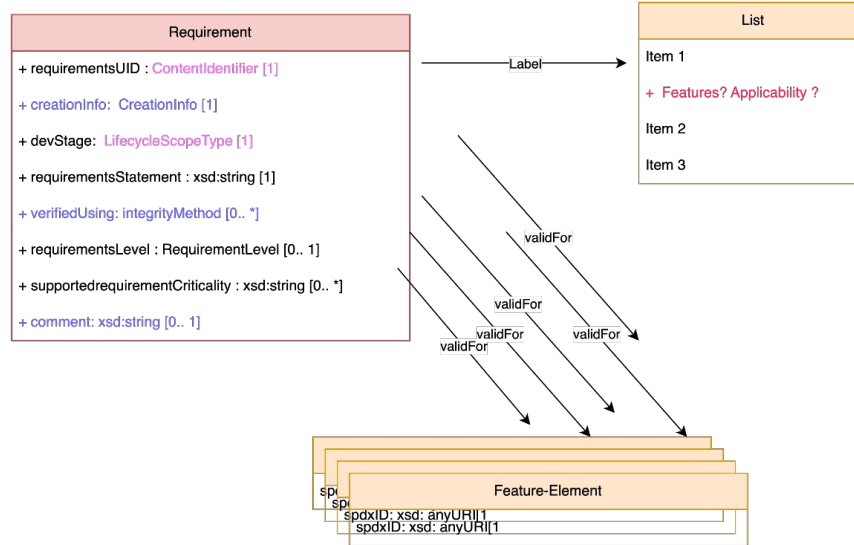 Requirement
+ requirementsUID : ContentIdentifier [1]
+ creationInfo:  CreationInfo [1]
+ devStage:  LifecycleScopeType [1]
+ requirementsStatement : xsd:string [1]
+ verifiedUsing: integrityMethod [0.. *]
+ requirementsLevel : RequirementLevel [0.. 1]
+ supportedrequirementCriticality : xsd:string [0.. *]
+ comment: xsd:string [0.. 1]
Label
List
Item 1
+  Features? Applicability ?
Item 2
Item 3
validFor
validFor
validFor
validFor
validFor
Feature-Element
spdxID: xsd: anyURI[1
spdxID: xsd: anyURI[1